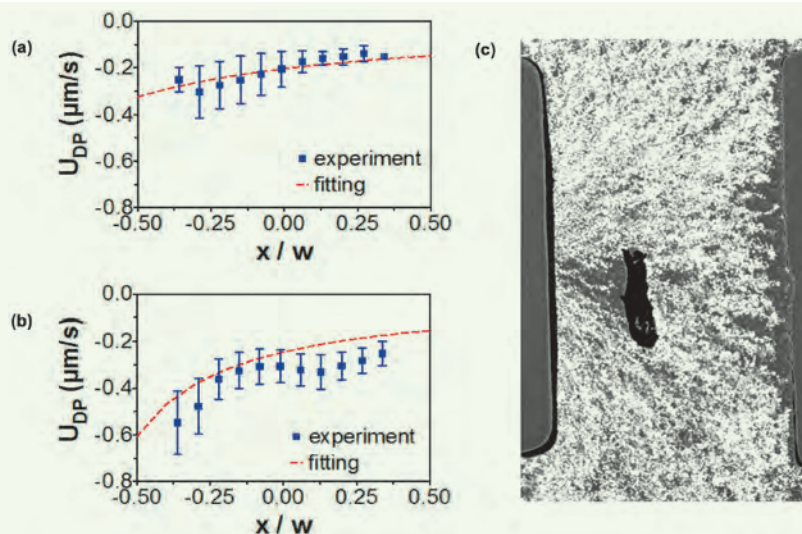 (a)
0.0
-0.2
-0.4
-0.6
-0.8
U_DP (μm/s)
experiment
fitting
-0.50 -0.25 0.00 0.25 0.50
x / w
(b)
0.0
-0.2
-0.4
-0.6
-0.8
U_DP (μm/s)
experiment
fitting
-0.50 -0.25 0.00 0.25 0.50
x / w
(c)